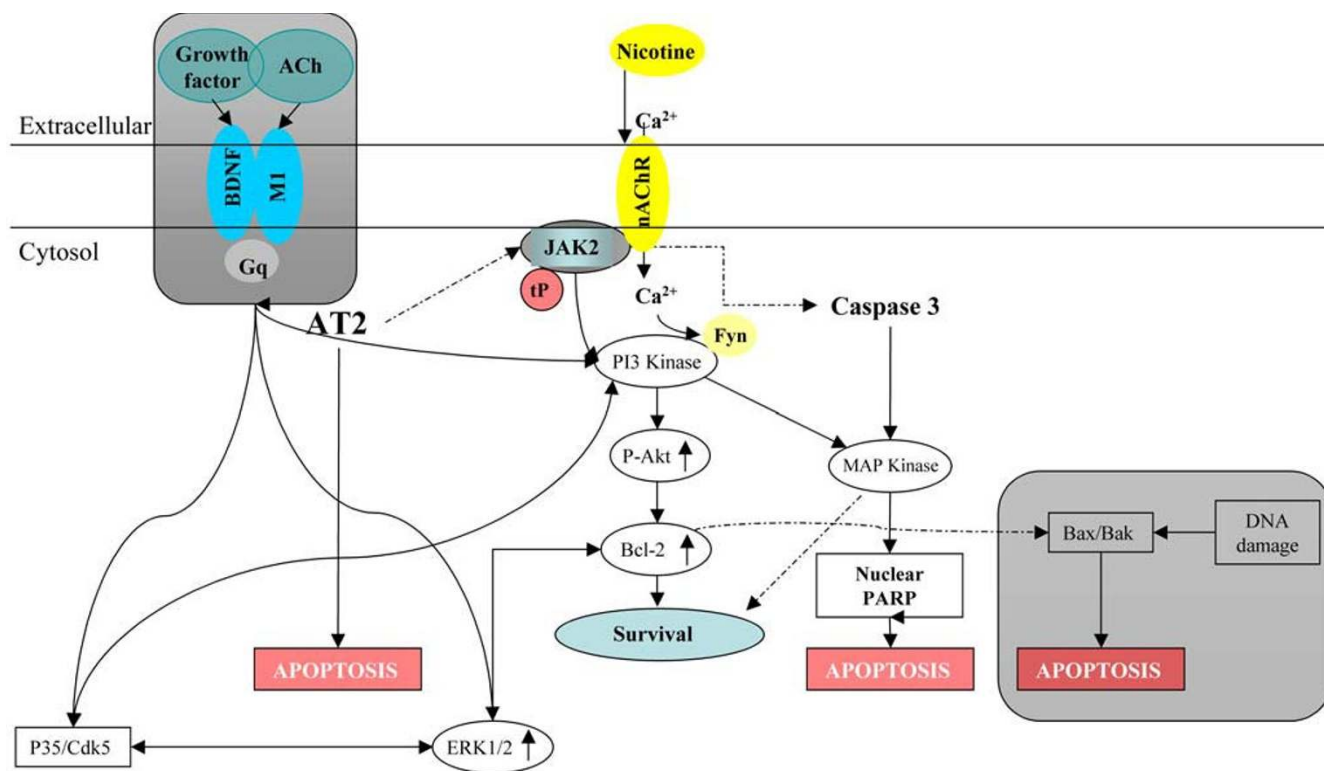 Growth
factor
ACh
Nicotine
Extracellular
Ca²⁺
BDNF
M1
nAChR
Cytosol
Gq
JAK2
tP
Ca²⁺
AT2
Caspase 3
Fyn
PI3 Kinase
P-Akt
MAP Kinase
Bcl-2
Bax/Bak
DNA
damage
Nuclear
PARP
Survival
APOPTOSIS
APOPTOSIS
APOPTOSIS
P35/Cdk5
ERK1/2